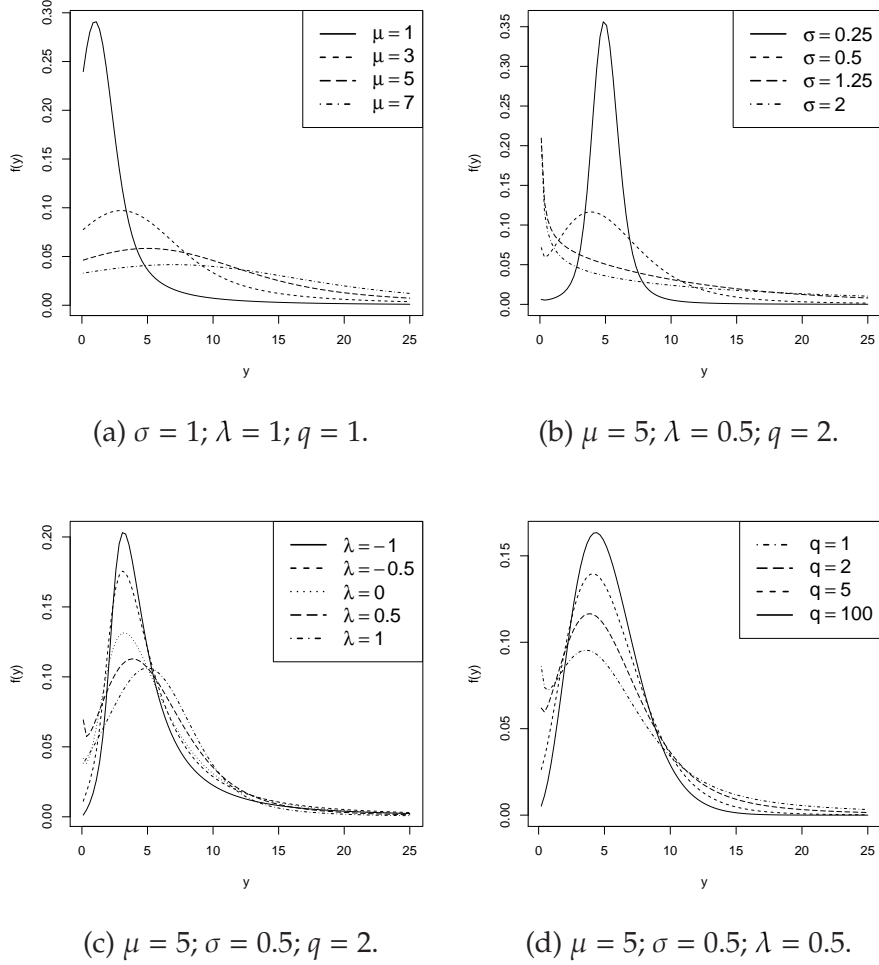 0.30
0.25
0.20
0.15
0.10
0.05
0.00
f(y)
0 5 10 15 20 25
y
μ = 1
μ = 3
μ = 5
μ = 7
(a) σ = 1; λ = 1; q = 1.
0.35
0.30
0.25
0.20
0.15
0.10
0.05
0.00
f(y)
0 5 10 15 20 25
y
σ = 0.25
σ = 0.5
σ = 1.25
σ = 2
(b) μ = 5; λ = 0.5; q = 2.
0.20
0.15
0.10
0.05
0.00
f(y)
0 5 10 15 20 25
y
λ = −1
λ = −0.5
λ = 0
λ = 0.5
λ = 1
(c) μ = 5; σ = 0.5; q = 2.
0.15
0.10
0.05
0.00
f(y)
0 5 10 15 20 25
y
q = 1
q = 2
q = 5
q = 100
(d) μ = 5; σ = 0.5; λ = 0.5.